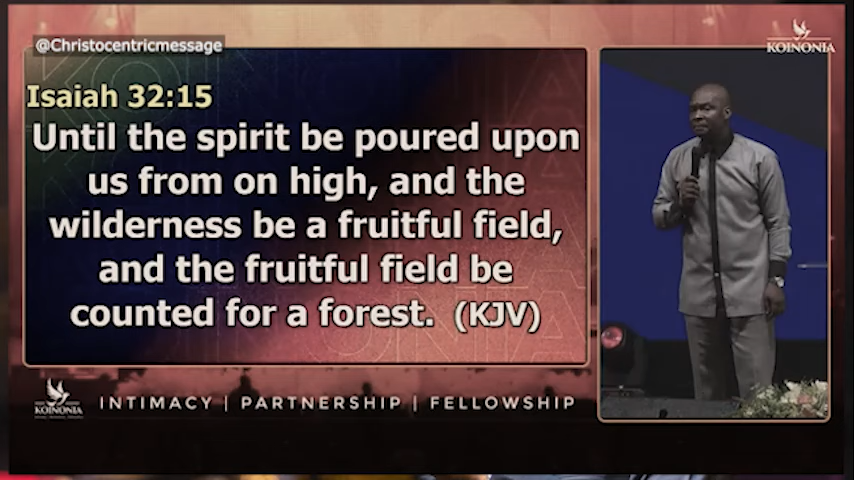 @Christocentricmessage
KOINONIA
Isaiah 32:15
Until the spirit be poured upon
us from on high, and the
wilderness be a fruitful field,
and the fruitful field be
counted for a forest. (KJV)
KOINONIA
INTIMACY | PARTNERSHIP | FELLOWSHIP